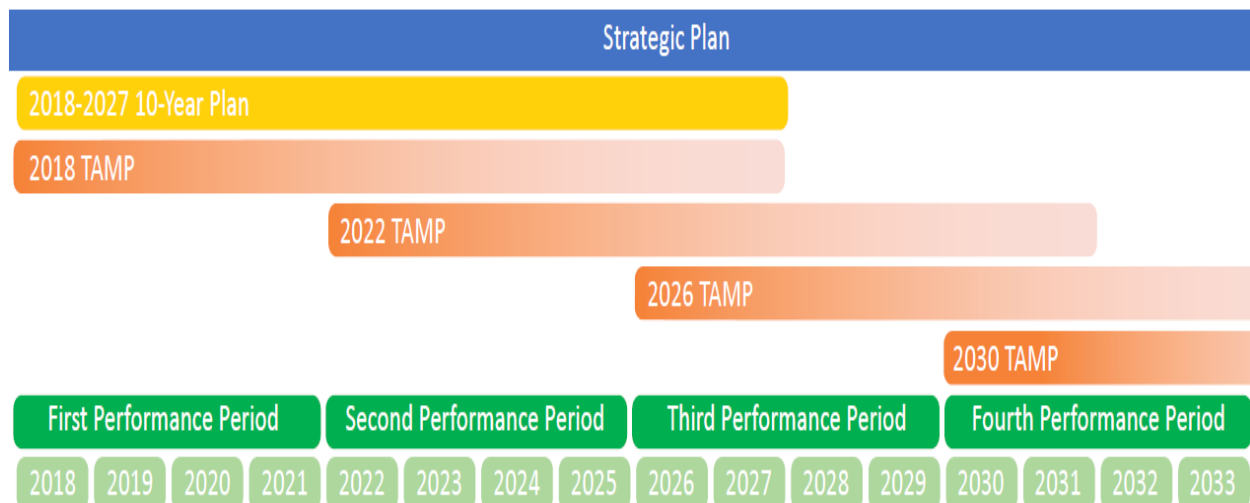 Strategic Plan
2018-2027 10-Year Plan
2018 TAMP
2022 TAMP
2026 TAMP
2030 TAMP
First Performance Period Second Performance Period Third Performance Period Fourth Performance Period
2018 2019 2020 2021 2022 2023 2024 2025 2026 2027 2028 2029 2030 2031 2032 2033